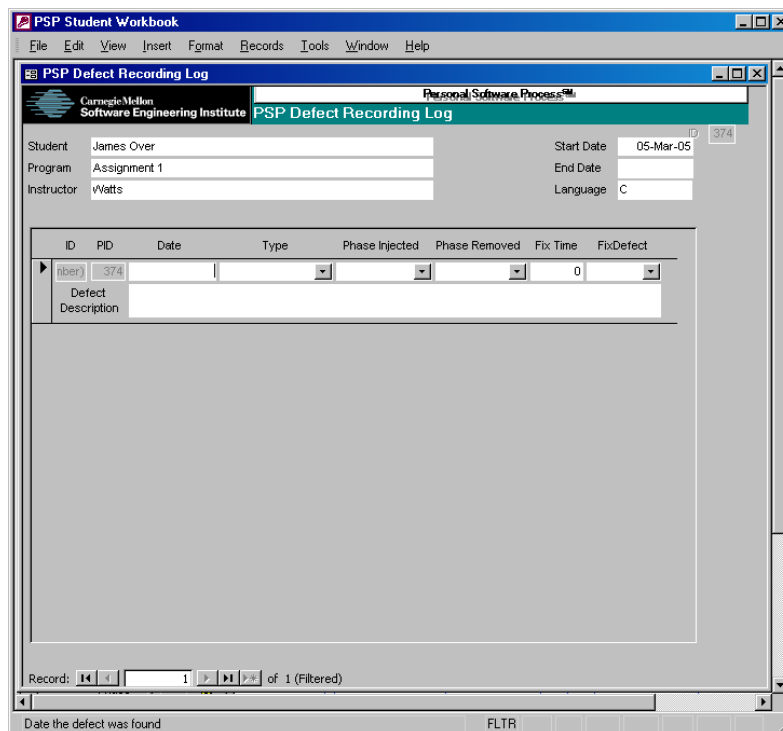 PSP Student Workbook
File Edit View Insert Format Records Tools Window Help
PSP Defect Recording Log
Carnegie Mellon
Software Engineering Institute
Personal Software Process℠
PSP Defect Recording Log
ID 374
Student James Over Start Date 05-Mar-05
Program Assignment 1 End Date
Instructor Watts Language C
ID PID Date Type Phase Injected Phase Removed Fix Time FixDefect
nber) 374 0
Defect
Description
Record: 1 of 1 (Filtered)
Date the defect was found FLTR